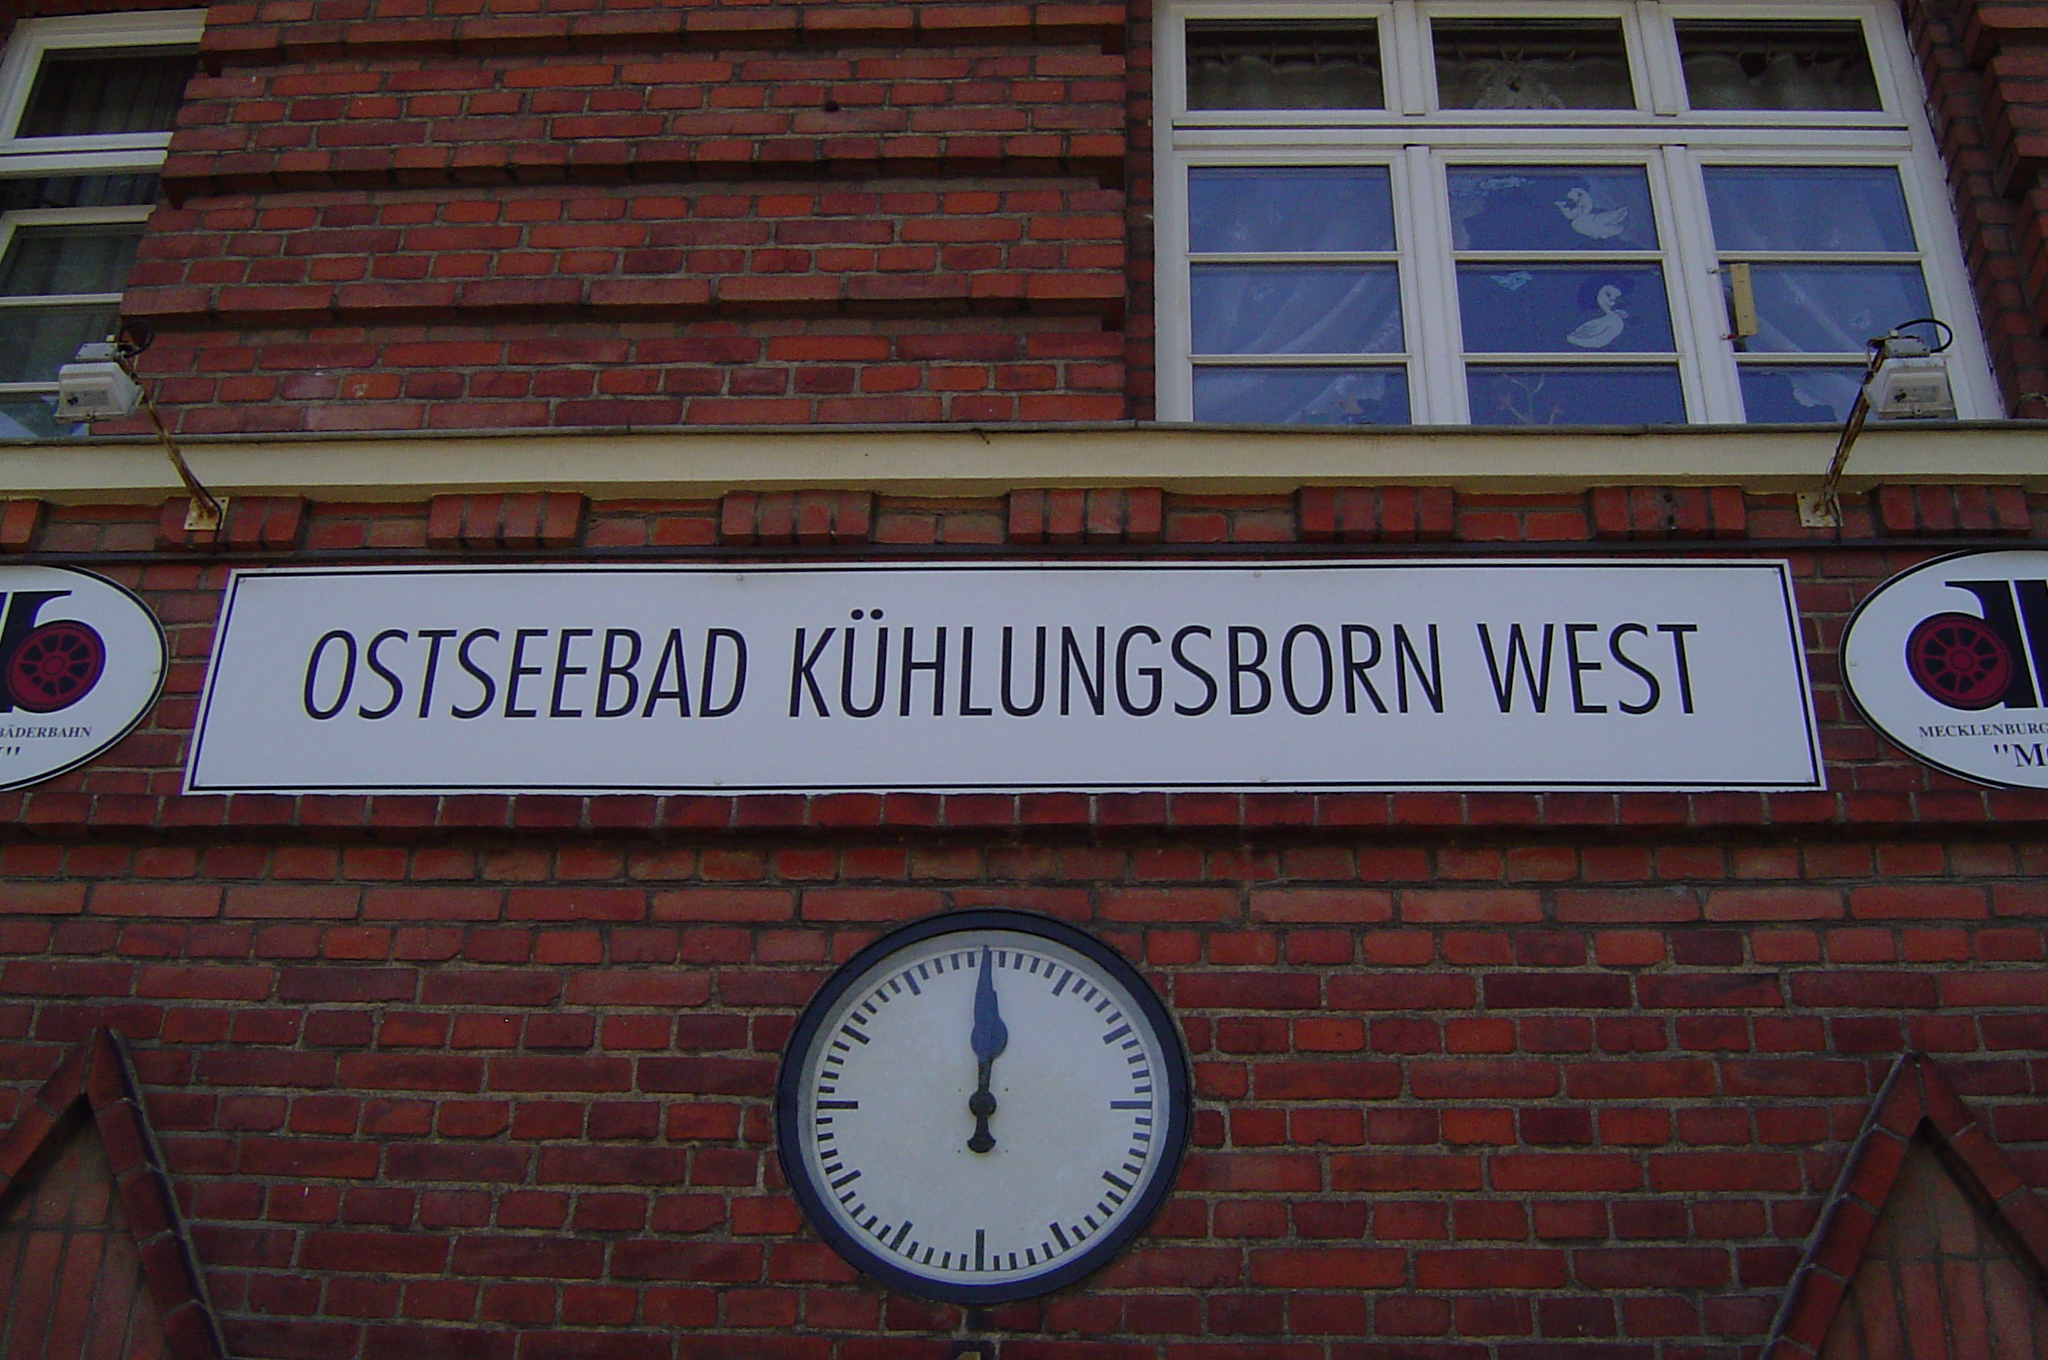 OSTSEEBAD KÜHLUNGSBORN WEST
BÄDERBAHN
MECKLENBURG